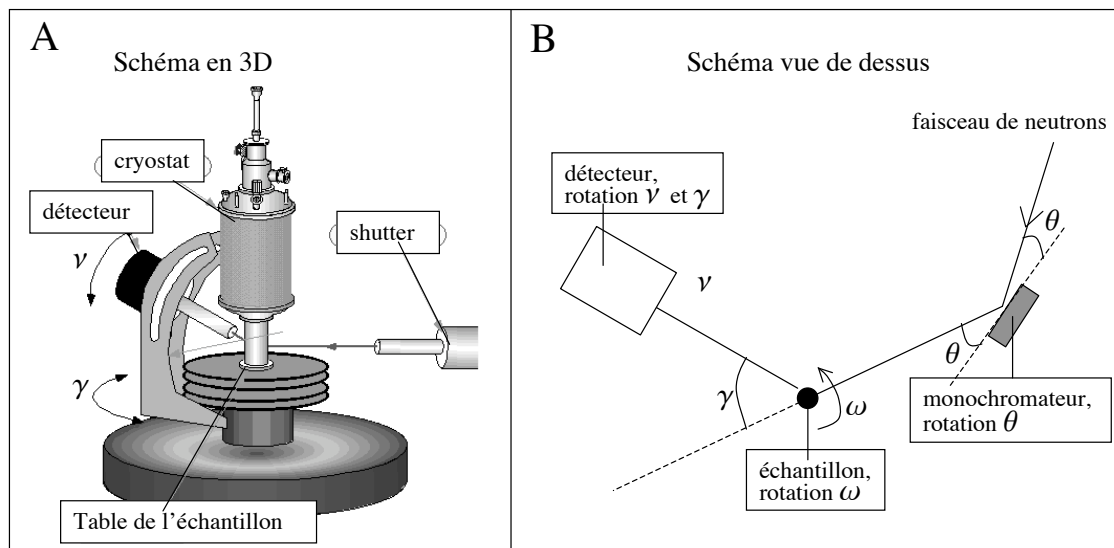 A
Schéma en 3D
cryostat
détecteur
ν
shutter
γ
Table de l'échantillon
B
Schéma vue de dessus
faisceau de neutrons
détecteur,
rotation ν et γ
θ
ν
θ
γ
ω
monochromateur,
rotation θ
échantillon,
rotation ω